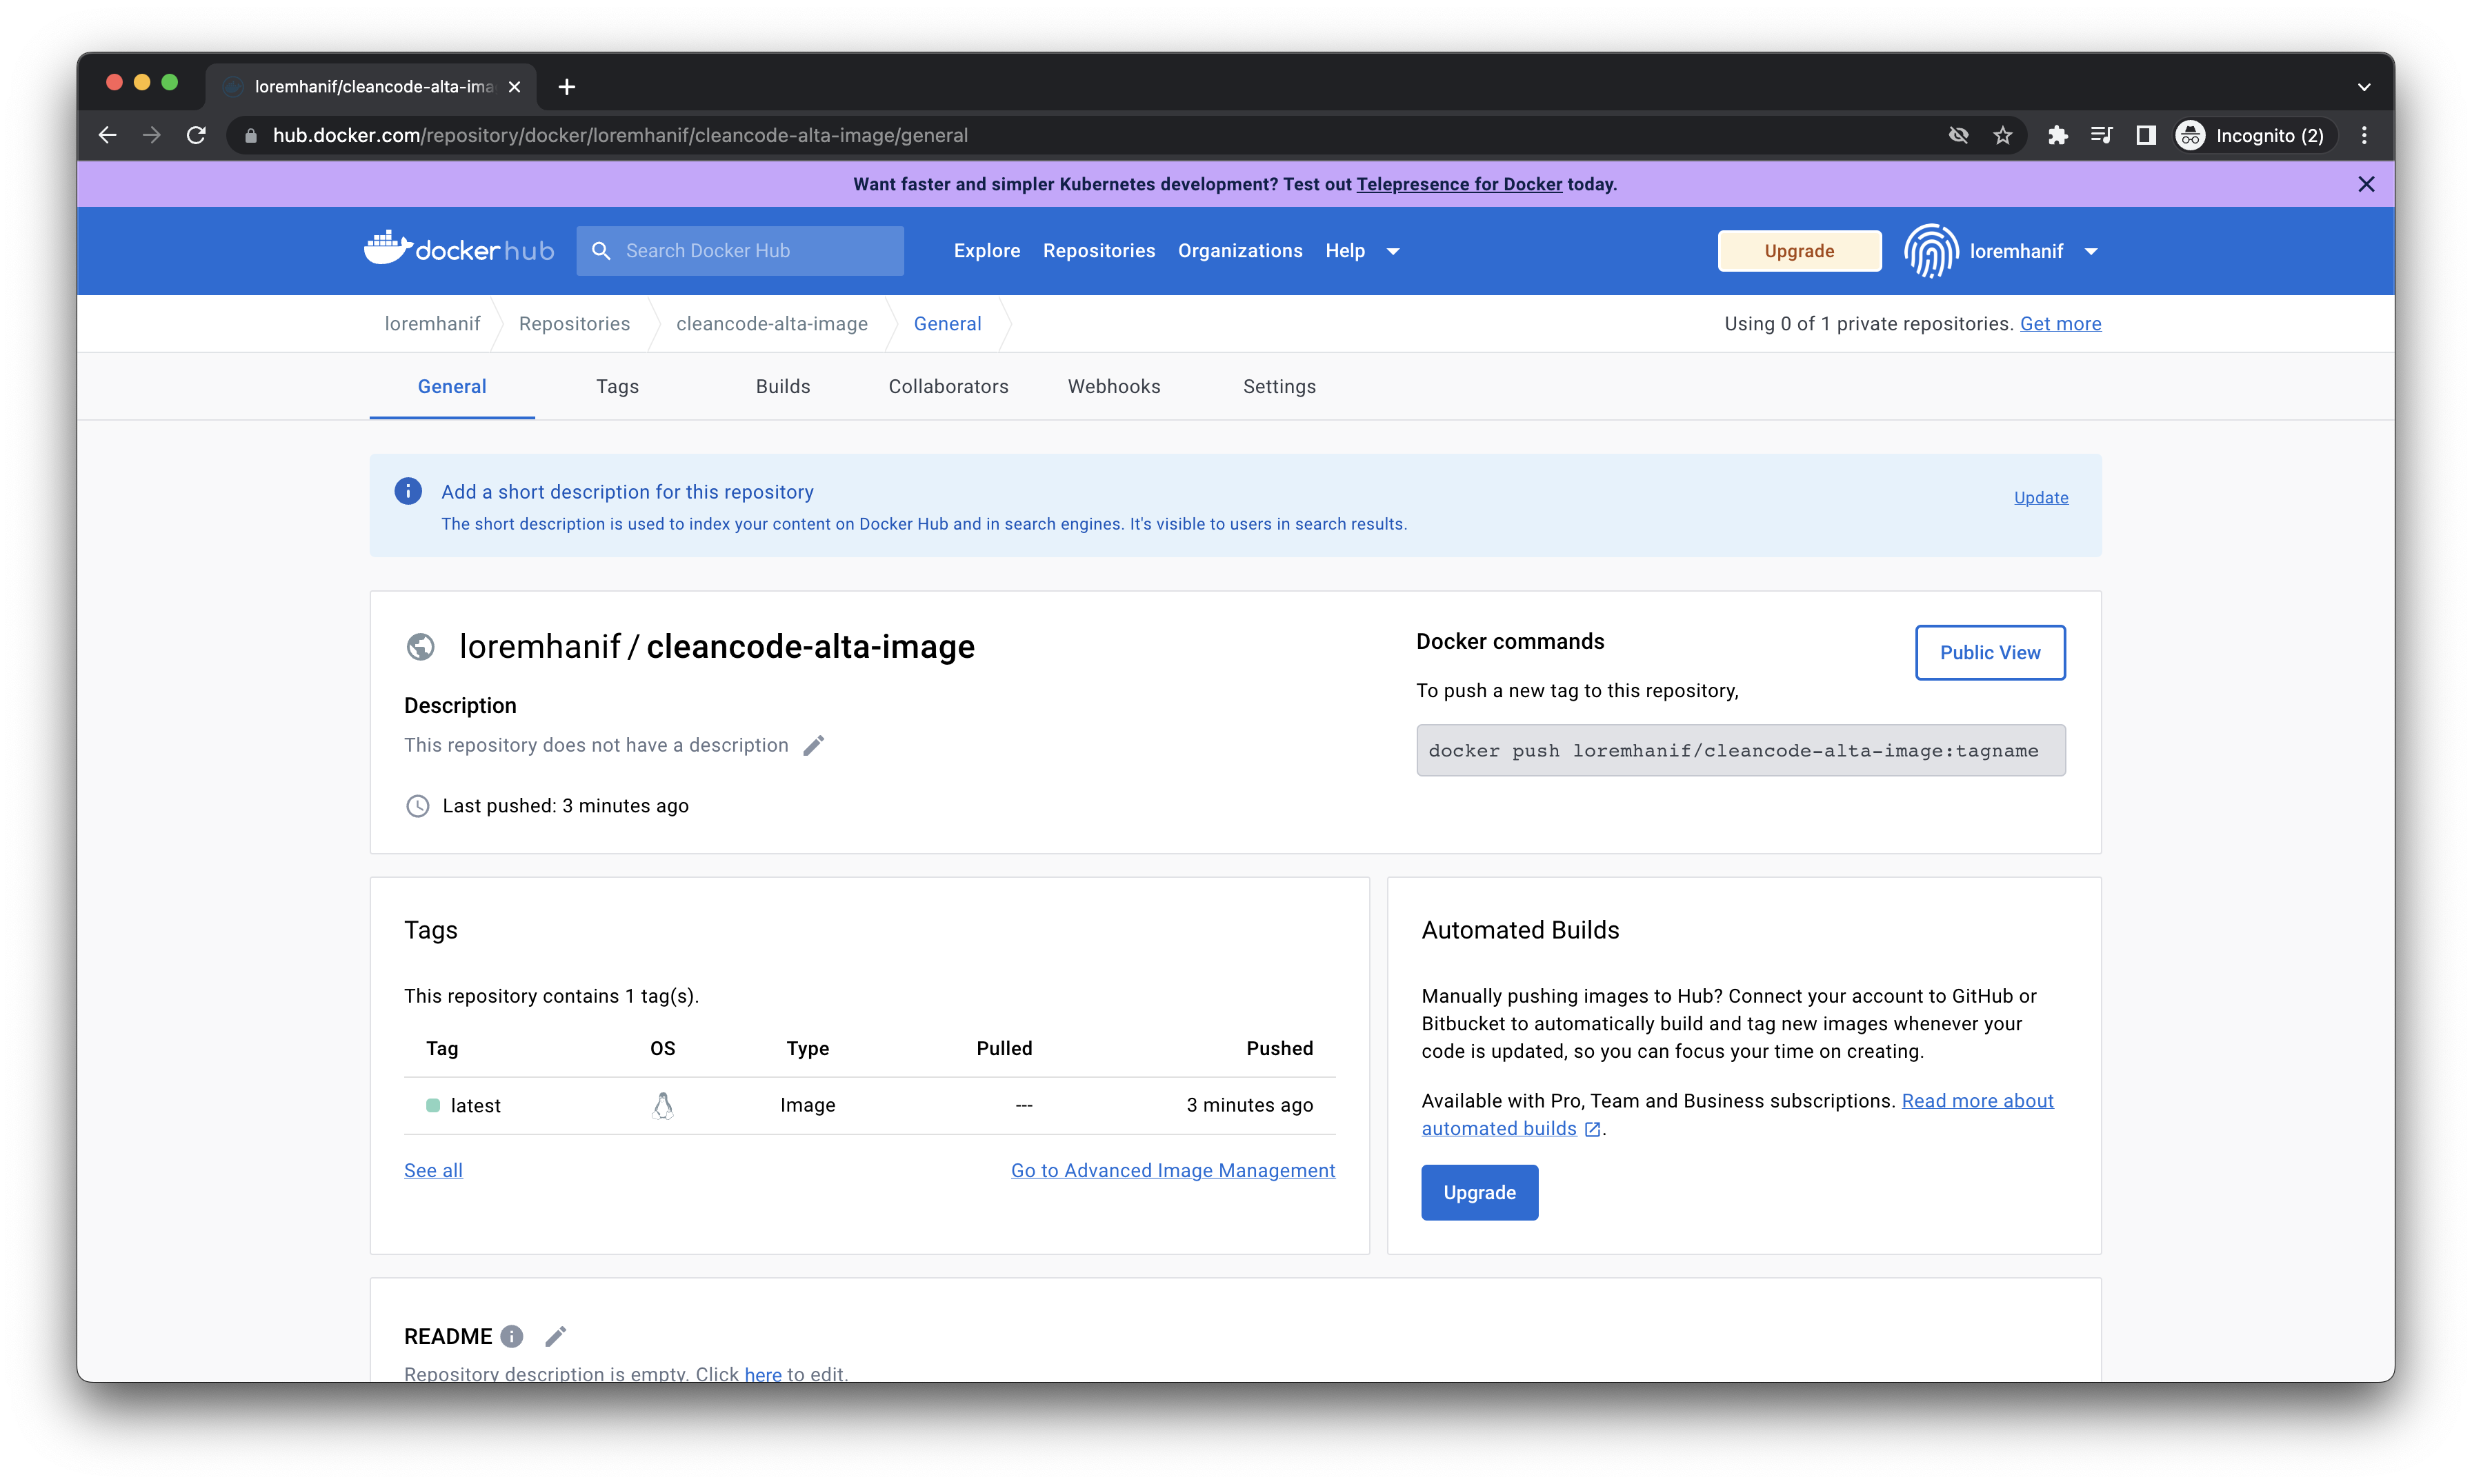 loremhanif/cleancode-alta-ima
hub.docker.com/repository/docker/loremhanif/cleancode-alta-image/general
Incognito (2)
Want faster and simpler Kubernetes development? Test out Telepresence for Docker today.
dockerhub
Search Docker Hub
Explore Repositories Organizations Help
Upgrade
loremhanif
loremhanif Repositories cleancode-alta-image General
Using 0 of 1 private repositories. Get more
General Tags Builds Collaborators Webhooks Settings
Add a short description for this repository
The short description is used to index your content on Docker Hub and in search engines. It's visible to users in search results.
Update
loremhanif / cleancode-alta-image
Description
This repository does not have a description
Last pushed: 3 minutes ago
Docker commands
Public View
To push a new tag to this repository,
docker push loremhanif/cleancode-alta-image:tagname
Tags
This repository contains 1 tag(s).
Tag OS Type Pulled Pushed
latest Image --- 3 minutes ago
See all
Go to Advanced Image Management
Automated Builds
Manually pushing images to Hub? Connect your account to GitHub or
Bitbucket to automatically build and tag new images whenever your
code is updated, so you can focus your time on creating.
Available with Pro, Team and Business subscriptions. Read more about
automated builds .
Upgrade
README
Repository description is empty. Click here to edit.